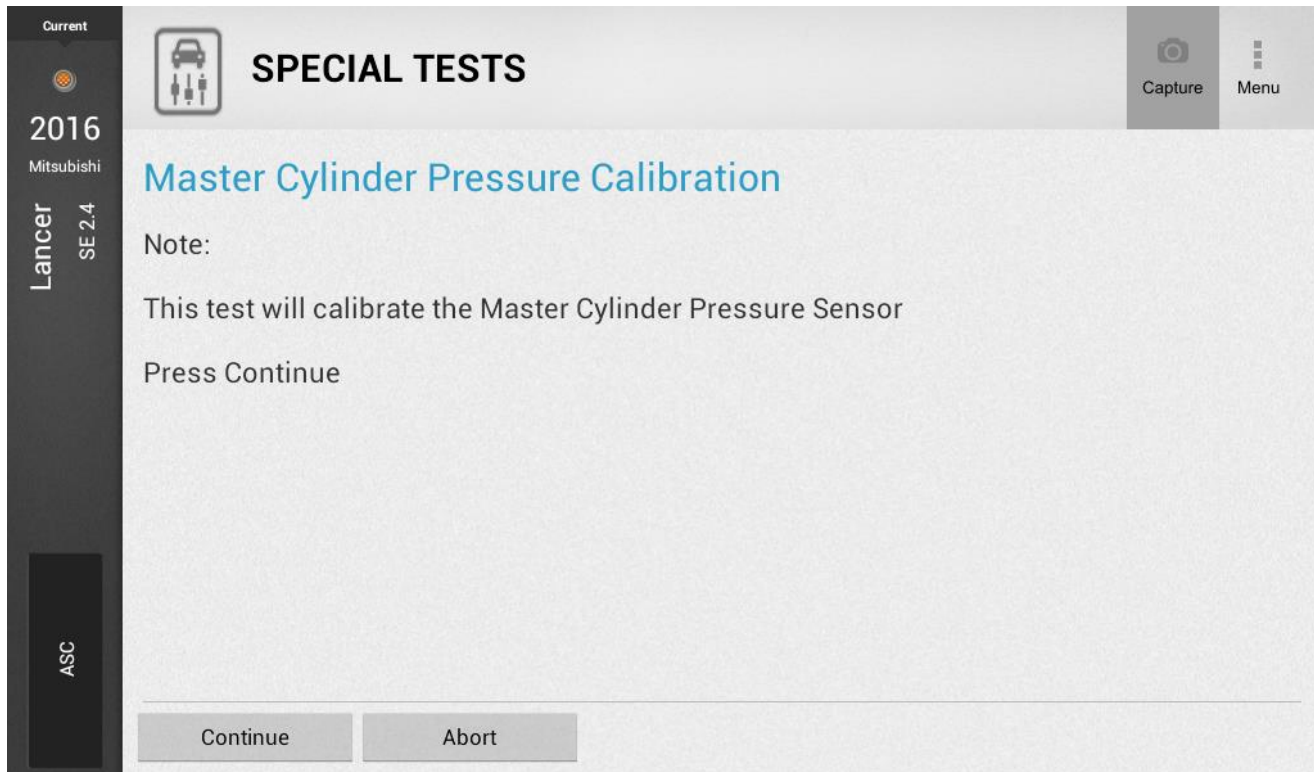 Current
2016
Mitsubishi
Lancer
SE 2.4
ASC
SPECIAL TESTS
Capture
Menu
Master Cylinder Pressure Calibration
Note:
This test will calibrate the Master Cylinder Pressure Sensor
Press Continue
Continue
Abort